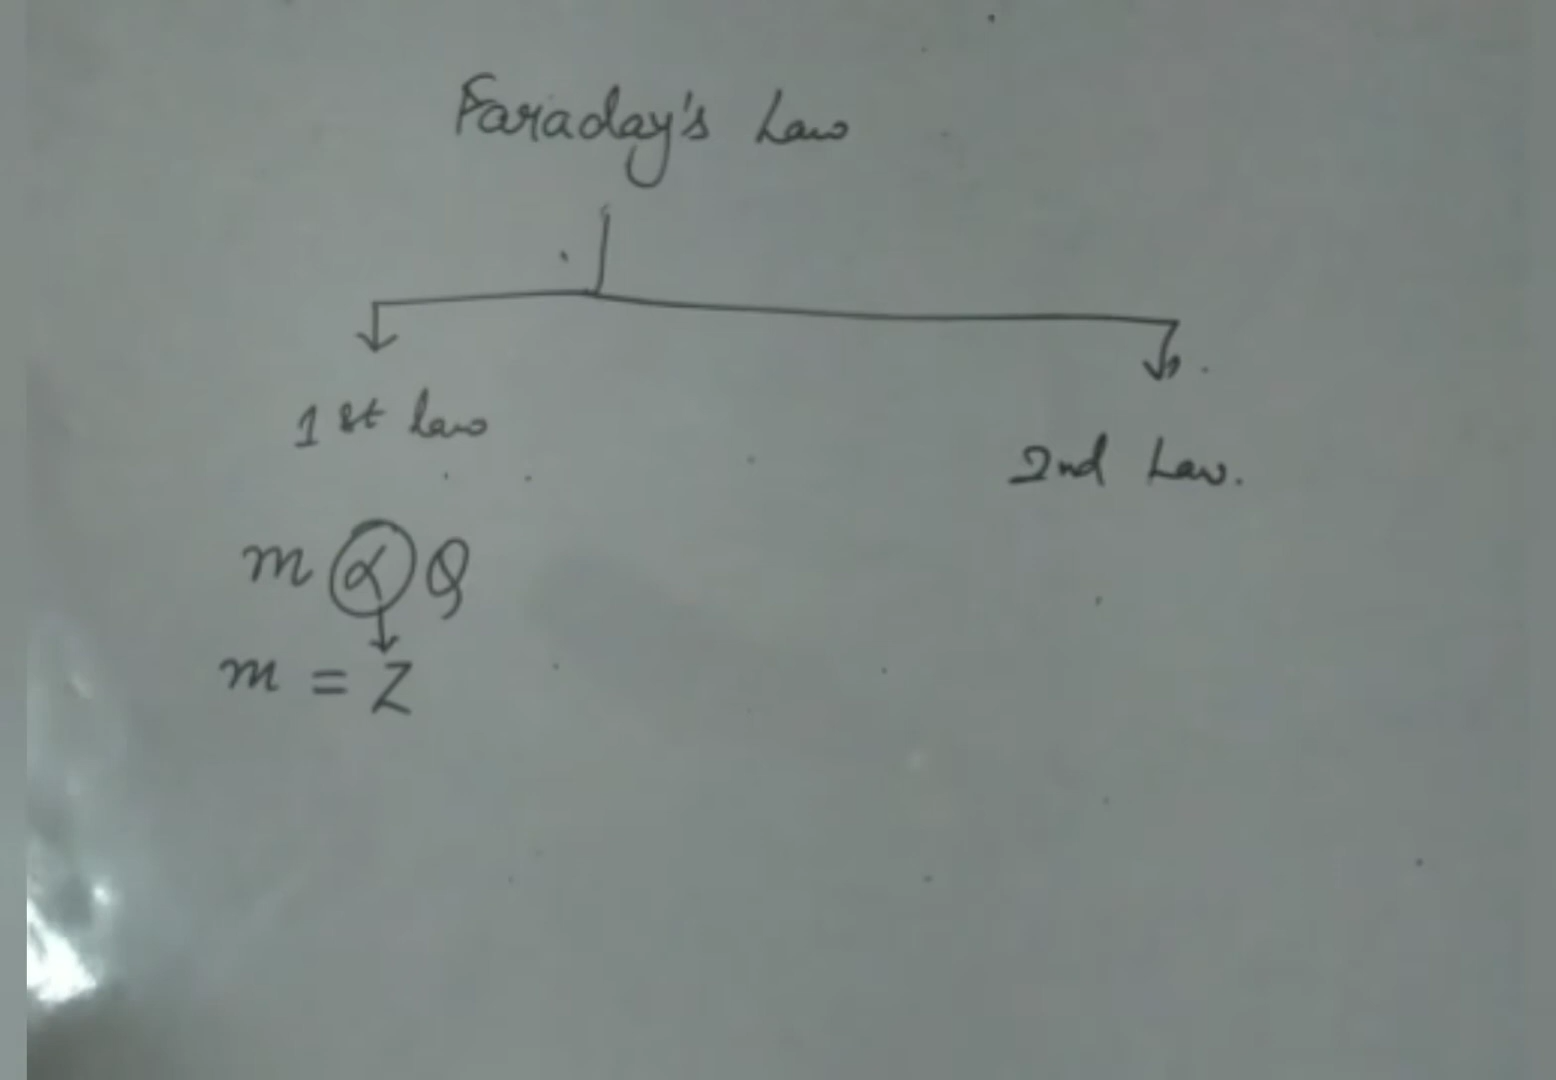 Faraday's Law
1st law
2nd Law.
m ∝ Q
m = Z